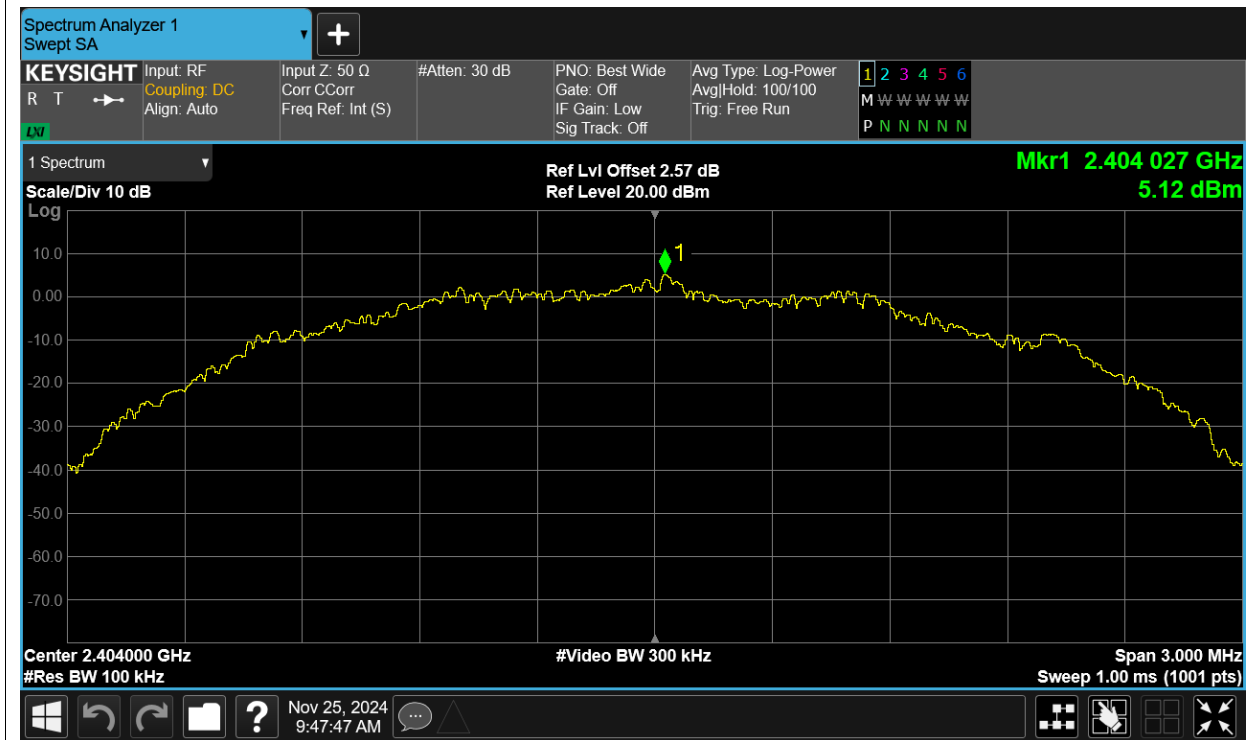 Spectrum Analyzer 1
Swept SA
KEYSIGHT
R T
LXI
Input: RF
Coupling: DC
Align: Auto
Input Z: 50 Ω
Corr CCorr
Freq Ref: Int (S)
#Atten: 30 dB
PNO: Best Wide
Gate: Off
IF Gain: Low
Sig Track: Off
Avg Type: Log-Power
Avg|Hold: 100/100
Trig: Free Run
1 2 3 4 5 6
M W W W W W
P N N N N N
1 Spectrum
Scale/Div 10 dB
Log
Ref Lvl Offset 2.57 dB
Ref Level 20.00 dBm
Mkr1 2.404 027 GHz
5.12 dBm
1
10.0
0.00
-10.0
-20.0
-30.0
-40.0
-50.0
-60.0
-70.0
Center 2.404000 GHz
#Res BW 100 kHz
#Video BW 300 kHz
Span 3.000 MHz
Sweep 1.00 ms (1001 pts)
?
Nov 25, 2024
9:47:47 AM